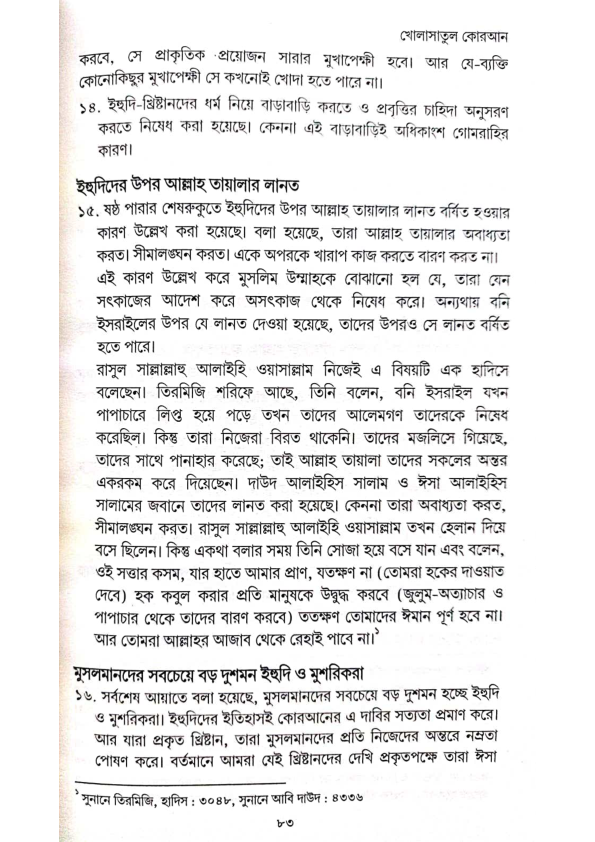 খোলাসাতুল কোরআন
করবে, সে প্রাকৃতিক প্রয়োজন সারার মুখাপেক্ষী হবে। আর যে-ব্যক্তি
কোনোকিছুর মুখাপেক্ষী সে কখনোই খোদা হতে পারে না।
১৪. ইহুদি-খ্রিষ্টানদের ধর্ম নিয়ে বাড়াবাড়ি করতে ও প্রবৃত্তির চাহিদা অনুসরণ
করতে নিষেধ করা হয়েছে। কেননা এই বাড়াবাড়িই অধিকাংশ গোমরাহির
কারণ।
ইহুদিদের উপর আল্লাহ তায়ালার লানত
১৫. ষষ্ঠ পারার শেষরুকুতে ইহুদিদের উপর আল্লাহ তায়ালার লানত বর্ষিত হওয়ার
কারণ উল্লেখ করা হয়েছে। বলা হয়েছে, তারা আল্লাহ তায়ালার অবাধ্যতা
করত। সীমালঙ্ঘন করত। একে অপরকে খারাপ কাজ করতে বারণ করত না।
এই কারণ উল্লেখ করে মুসলিম উম্মাহকে বোঝানো হল যে, তারা যেন
সৎকাজের আদেশ করে অসৎকাজ থেকে নিষেধ করে। অন্যথায় বনি
ইসরাইলের উপর যে লানত দেওয়া হয়েছে, তাদের উপরও সে লানত বর্ষিত
হতে পারে।
রাসুল সাল্লাল্লাহু আলাইহি ওয়াসাল্লাম নিজেই এ বিষয়টি এক হাদিসে
বলেছেন। তিরমিজি শরিফে আছে, তিনি বলেন, বনি ইসরাইল যখন
পাপাচারে লিপ্ত হয়ে পড়ে তখন তাদের আলেমগণ তাদেরকে নিষেধ
করেছিল। কিন্তু তারা নিজেরা বিরত থাকেনি। তাদের মজলিসে গিয়েছে,
তাদের সাথে পানাহার করেছে; তাই আল্লাহ তায়ালা তাদের সকলের অন্তর
একরকম করে দিয়েছেন। দাউদ আলাইহিস সালাম ও ঈসা আলাইহিস
সালামের জবানে তাদের লানত করা হয়েছে। কেননা তারা অবাধ্যতা করত,
সীমালঙ্ঘন করত। রাসুল সাল্লাল্লাহু আলাইহি ওয়াসাল্লাম তখন হেলান দিয়ে
বসে ছিলেন। কিন্তু একথা বলার সময় তিনি সোজা হয়ে বসে যান এবং বলেন,
ওই সত্তার কসম, যার হাতে আমার প্রাণ, যতক্ষণ না (তোমরা হকের দাওয়াত
দেবে) হক কবুল করার প্রতি মানুষকে উদ্বুদ্ধ করবে (জুলুম-অত্যাচার ও
পাপাচার থেকে তাদের বারণ করবে) ততক্ষণ তোমাদের ঈমান পূর্ণ হবে না।
আর তোমরা আল্লাহর আজাব থেকে রেহাই পাবে না।১
মুসলমানদের সবচেয়ে বড় দুশমন ইহুদি ও মুশরিকরা
১৬. সর্বশেষ আয়াতে বলা হয়েছে, মুসলমানদের সবচেয়ে বড় দুশমন হচ্ছে ইহুদি
ও মুশরিকরা। ইহুদিদের ইতিহাসই কোরআনের এ দাবির সত্যতা প্রমাণ করে।
আর যারা প্রকৃত খ্রিষ্টান, তারা মুসলমানদের প্রতি নিজেদের অন্তরে নম্রতা
পোষণ করে। বর্তমানে আমরা যেই খ্রিষ্টানদের দেখি প্রকৃতপক্ষে তারা ঈসা
১ সুনানে তিরমিজি, হাদিস : ৩০৪৮, সুনানে আবি দাউদ : ৪৩৩৬
৮৩